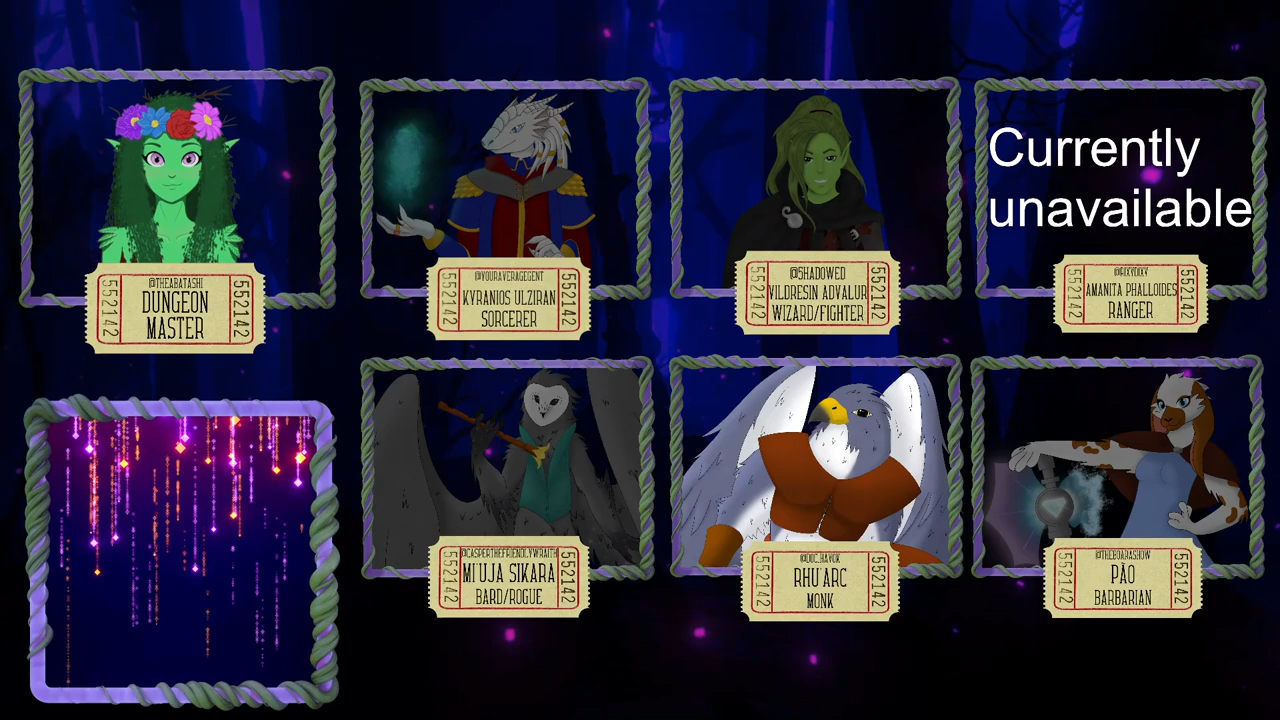 @THEABATASHI
DUNGEON
MASTER
552142
552142
@YOURAVERAGEGENT
KYRANIOS ULZIRAN
SORCERER
552142
552142
@SHADOWED
VILDRESIN ADVALUR
WIZARD/FIGHTER
552142
552142
Currently
unavailable
AMANITA PHALLOIDES
RANGER
552142
552142
@CASPERTHEFRIENDLYWRAITH
MI'UJA SIKARA
BARD/ROGUE
552142
552142
@DOC_HAVOK
RHU'ARC
MONK
552142
552142
@THEBOABASHOW
PÃO
BARBARIAN
552142
552142